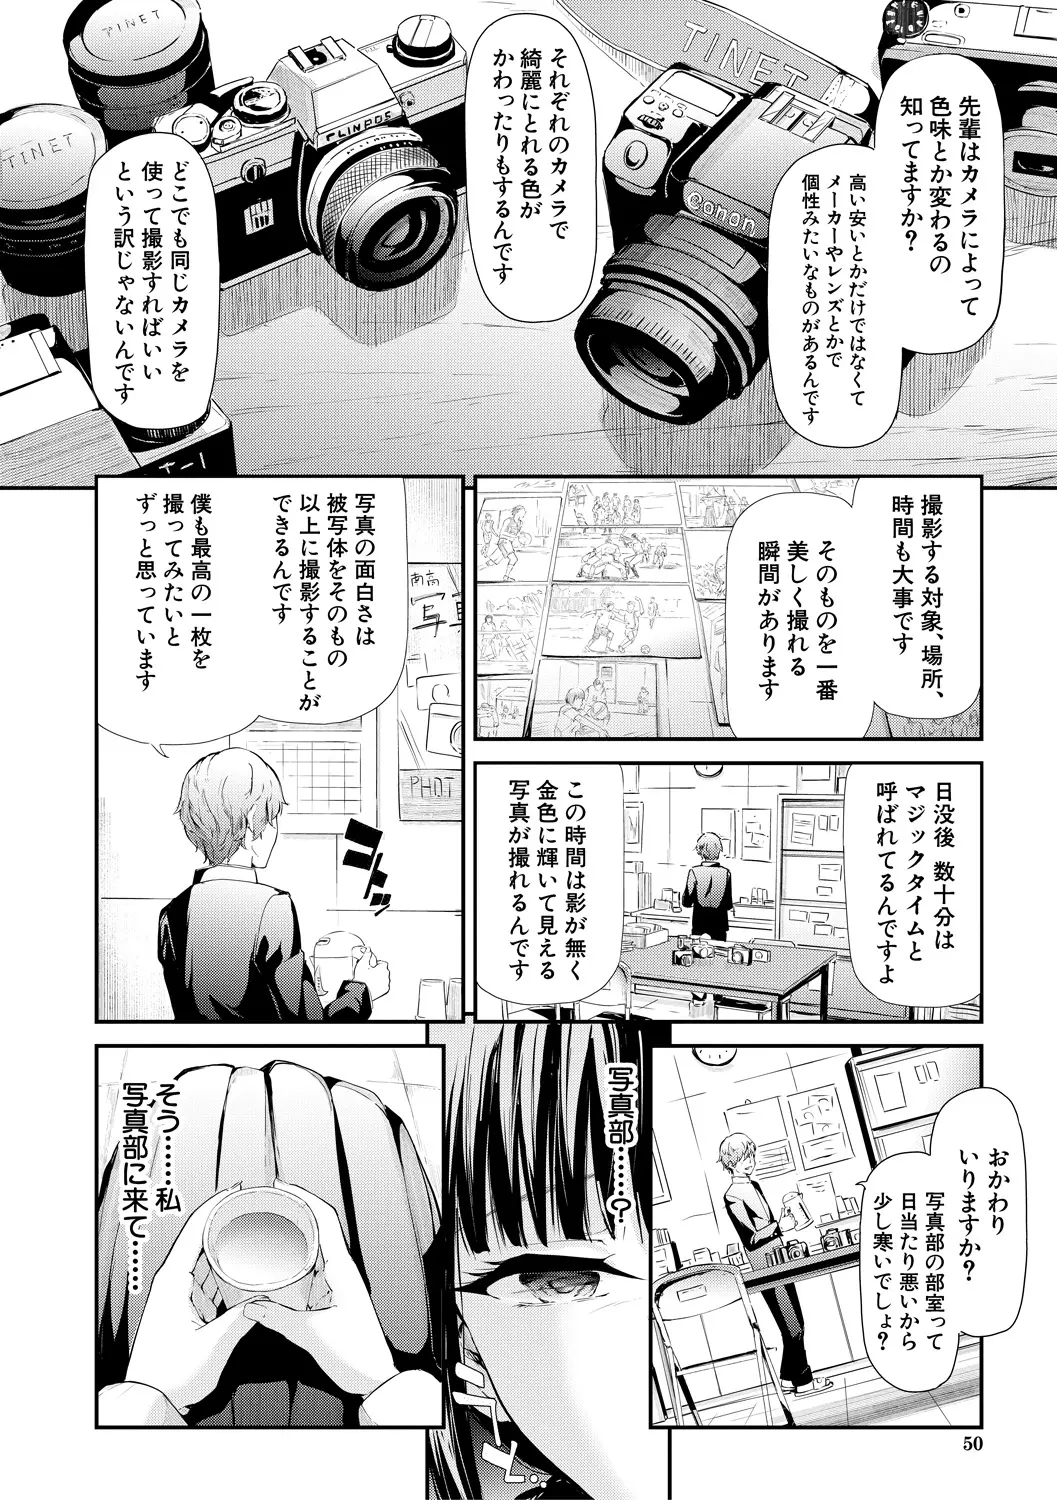 先輩はカメラによって
色味とか変わるの
知ってますか?
高い安いとかだけではなくて
メーカーやレンズとかで
個性みたいなものがあるんです
それぞれのカメラで
綺麗にとれる色が
かわったりもするんです
どこでも同じカメラを
使って撮影すればいい
という訳じゃないんです
TINET
TINET
TINET
CLINPOS
conon
T-1
撮影する対象、場所、
時間も大事です
そのものを一番
美しく撮れる
瞬間があります
写真の面白さは
被写体をそのもの
以上に撮影することが
できるんです
僕も最高の一枚を
撮ってみたいと
ずっと思っています
南高
写真
PHOT
日没後 数十分は
マジックタイムと
呼ばれてるんですよ
この時間は影が無く
金色に輝いて見える
写真が撮れるんです
おかわり
いりますか?
写真部の部室って
日当たり悪いから
少し寒いでしょ?
写真部……?
そう……私
写真部に来て……
50